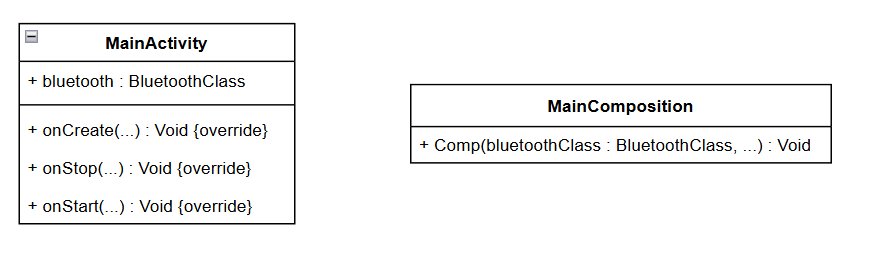 MainActivity
+ bluetooth : BluetoothClass
+ onCreate(...) : Void {override}
+ onStop(...) : Void {override}
+ onStart(...) : Void {override}
MainComposition
+ Comp(bluetoothClass : BluetoothClass, ...) : Void